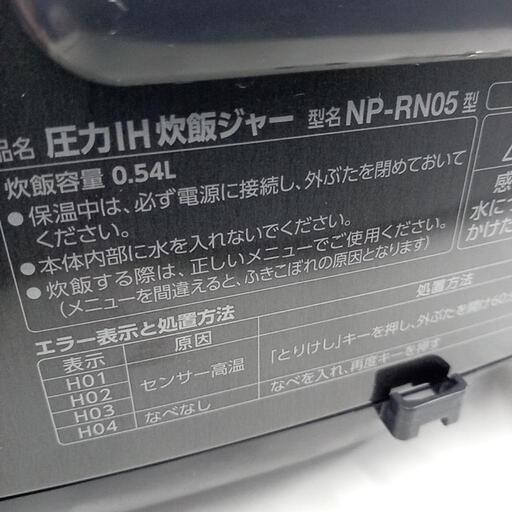 品名 圧力IH炊飯ジャー 型名 NP-RN05型
炊飯容量 0.54L
●保温中は、必ず電源に接続し、外ぶたを閉めておいて
ください。
●本体内部に水を入れないでください。
●炊飯する際は、正しいメニューでご使用ください。
(メニューを間違えると、ふきこぼれの原因となります)
感
水につ
かけた
エラー表示と処置方法
表示 原因 処置方法
H01
H02 センサー高温 「とりけし」キーを押し、外ぶたを開け60分
H03
H04 なべなし なべを入れ、再度キーを押す